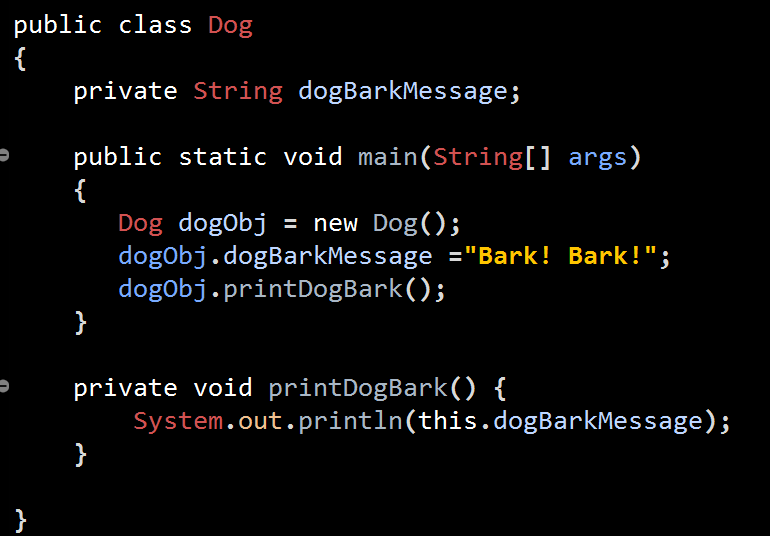 public class Dog
{
    private String dogBarkMessage;

    public static void main(String[] args)
    {
       Dog dogObj = new Dog();
       dogObj.dogBarkMessage ="Bark! Bark!";
       dogObj.printDogBark();
    }

    private void printDogBark() {
        System.out.println(this.dogBarkMessage);
    }

}